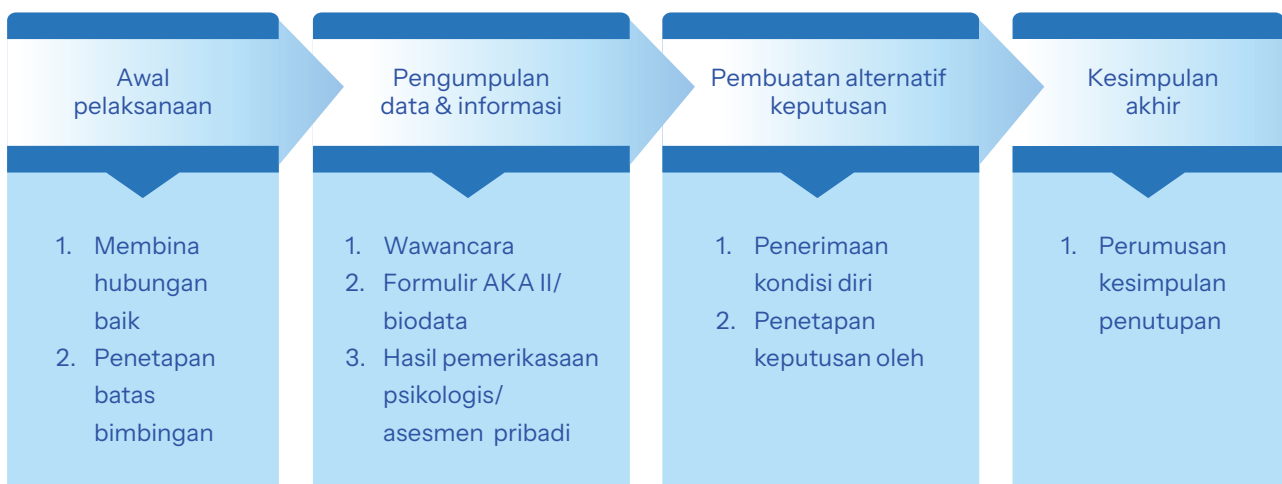 Awal
pelaksanaan
Pengumpulan
data & informasi
Pembuatan alternatif
keputusan
Kesimpulan
akhir
1. Membina
hubungan
baik
2. Penetapan
batas
bimbingan
1. Wawancara
2. Formulir AKA II/
biodata
3. Hasil pemerikasaan
psikologis/
asesmen pribadi
1. Penerimaan
kondisi diri
2. Penetapan
keputusan oleh
1. Perumusan
kesimpulan
penutupan